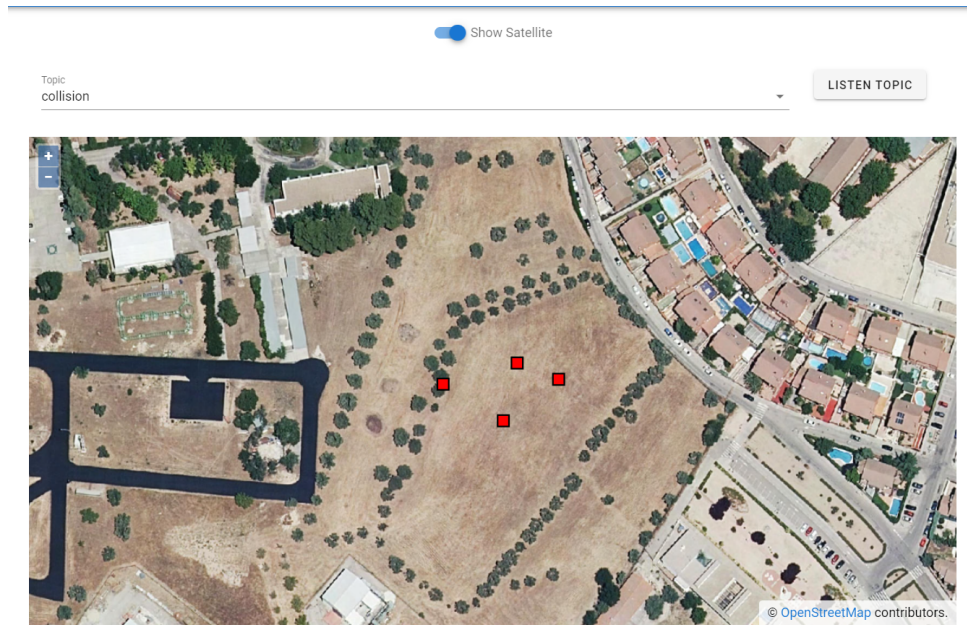 Show Satellite
Topic
collision
LISTEN TOPIC
+
−
© OpenStreetMap contributors.